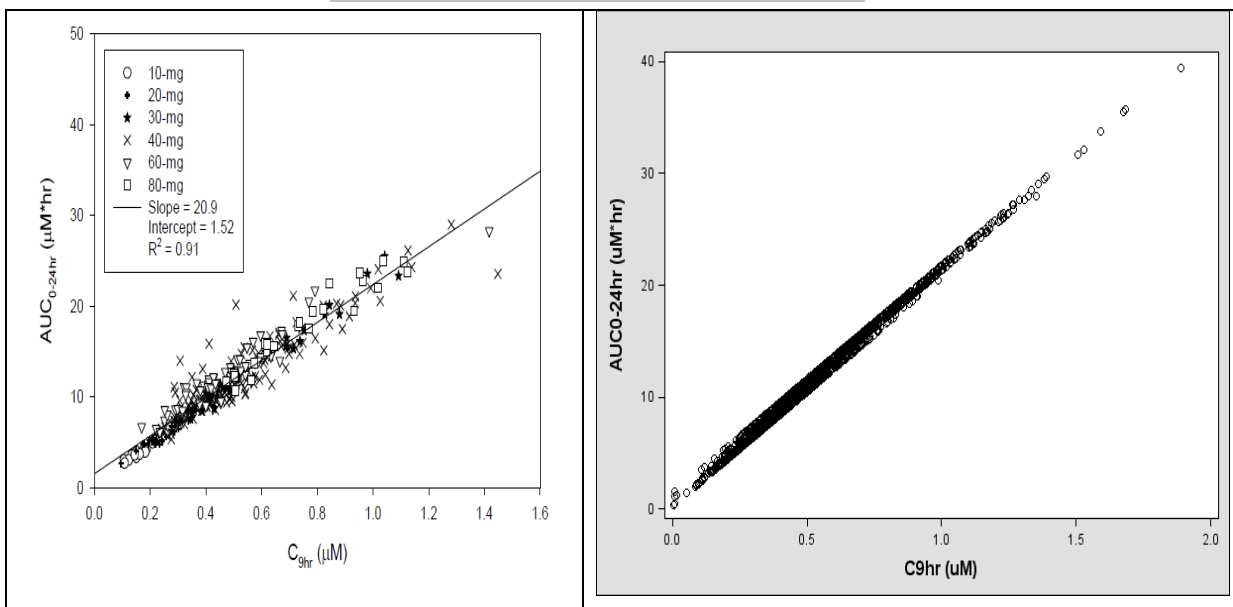 50
40
30
20
10
0
AUC0-24hr (µM*hr)
10-mg
20-mg
30-mg
40-mg
60-mg
80-mg
Slope = 20.9
Intercept = 1.52
R² = 0.91
0.0 0.2 0.4 0.6 0.8 1.0 1.2 1.4 1.6
C9hr (µM)
40
30
20
10
0
AUC0-24hr (uM*hr)
0.0 0.5 1.0 1.5 2.0
C9hr (uM)